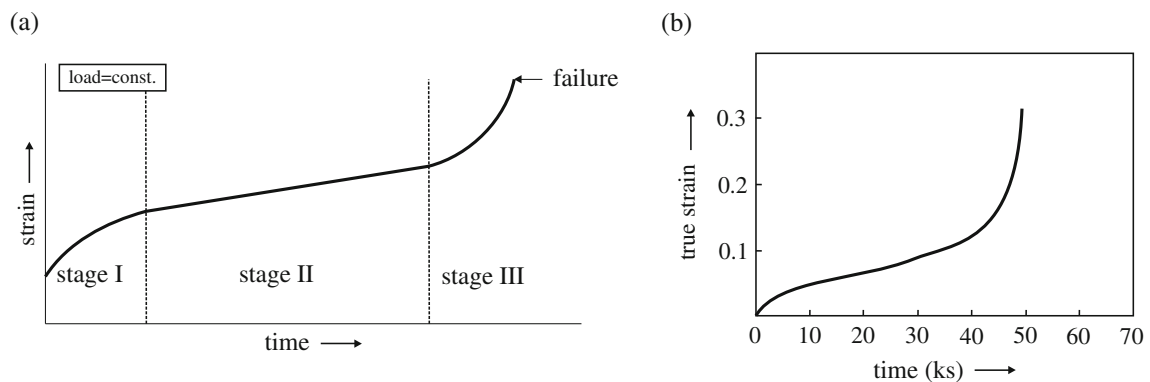 (a)
load=const.
failure
strain
stage I
stage II
stage III
time
(b)
true strain
0.3
0.2
0.1
0 10 20 30 40 50 60 70
time (ks)